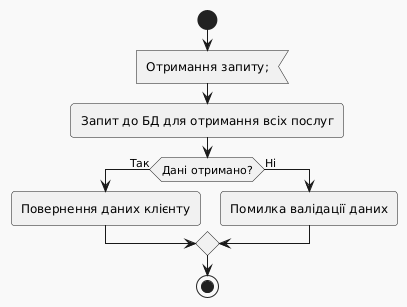 Отримання запиту;
Запит до БД для отримання всіх послуг
Так
Дані отримано?
Ні
Повернення даних клієнту
Помилка валідації даних